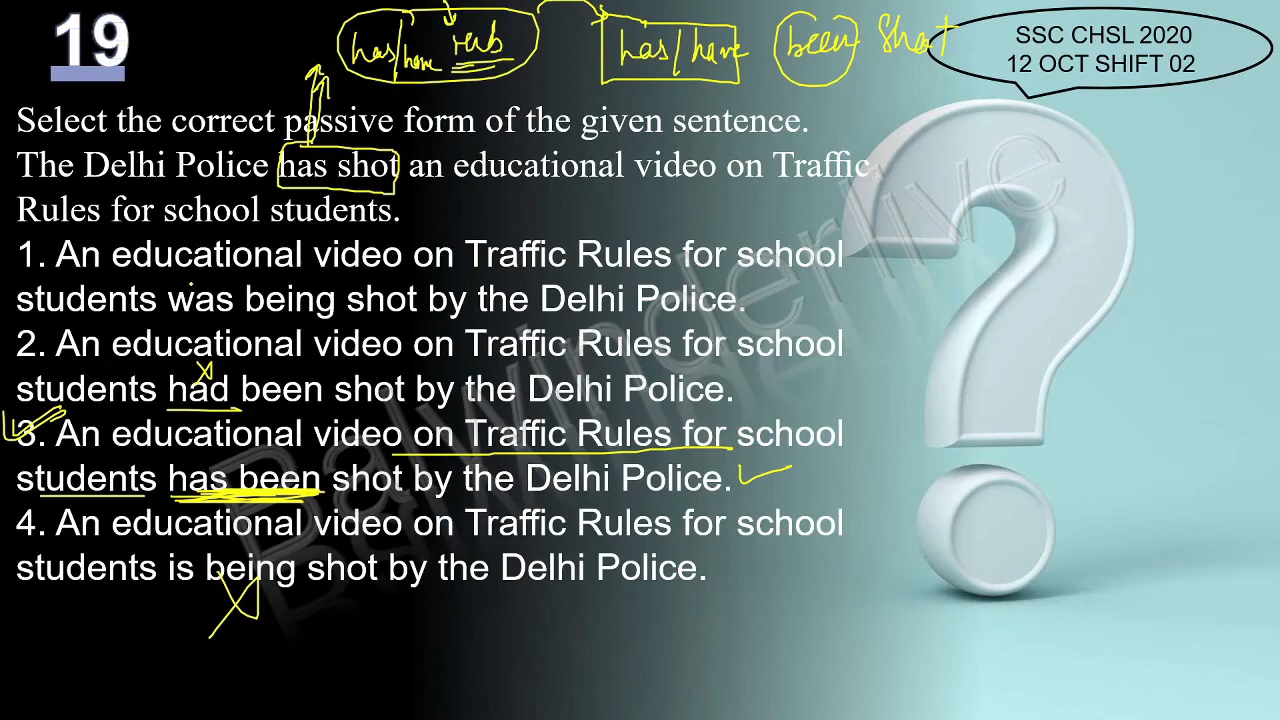 has/have verb has/have been shot
19
SSC CHSL 2020
12 OCT SHIFT 02
Select the correct passive form of the given sentence.
The Delhi Police has shot an educational video on Traffic
Rules for school students.
1. An educational video on Traffic Rules for school
students was being shot by the Delhi Police.
2. An educational video on Traffic Rules for school
students had been shot by the Delhi Police.
3. An educational video on Traffic Rules for school
students has been shot by the Delhi Police.
4. An educational video on Traffic Rules for school
students is being shot by the Delhi Police.
Balwinderlive